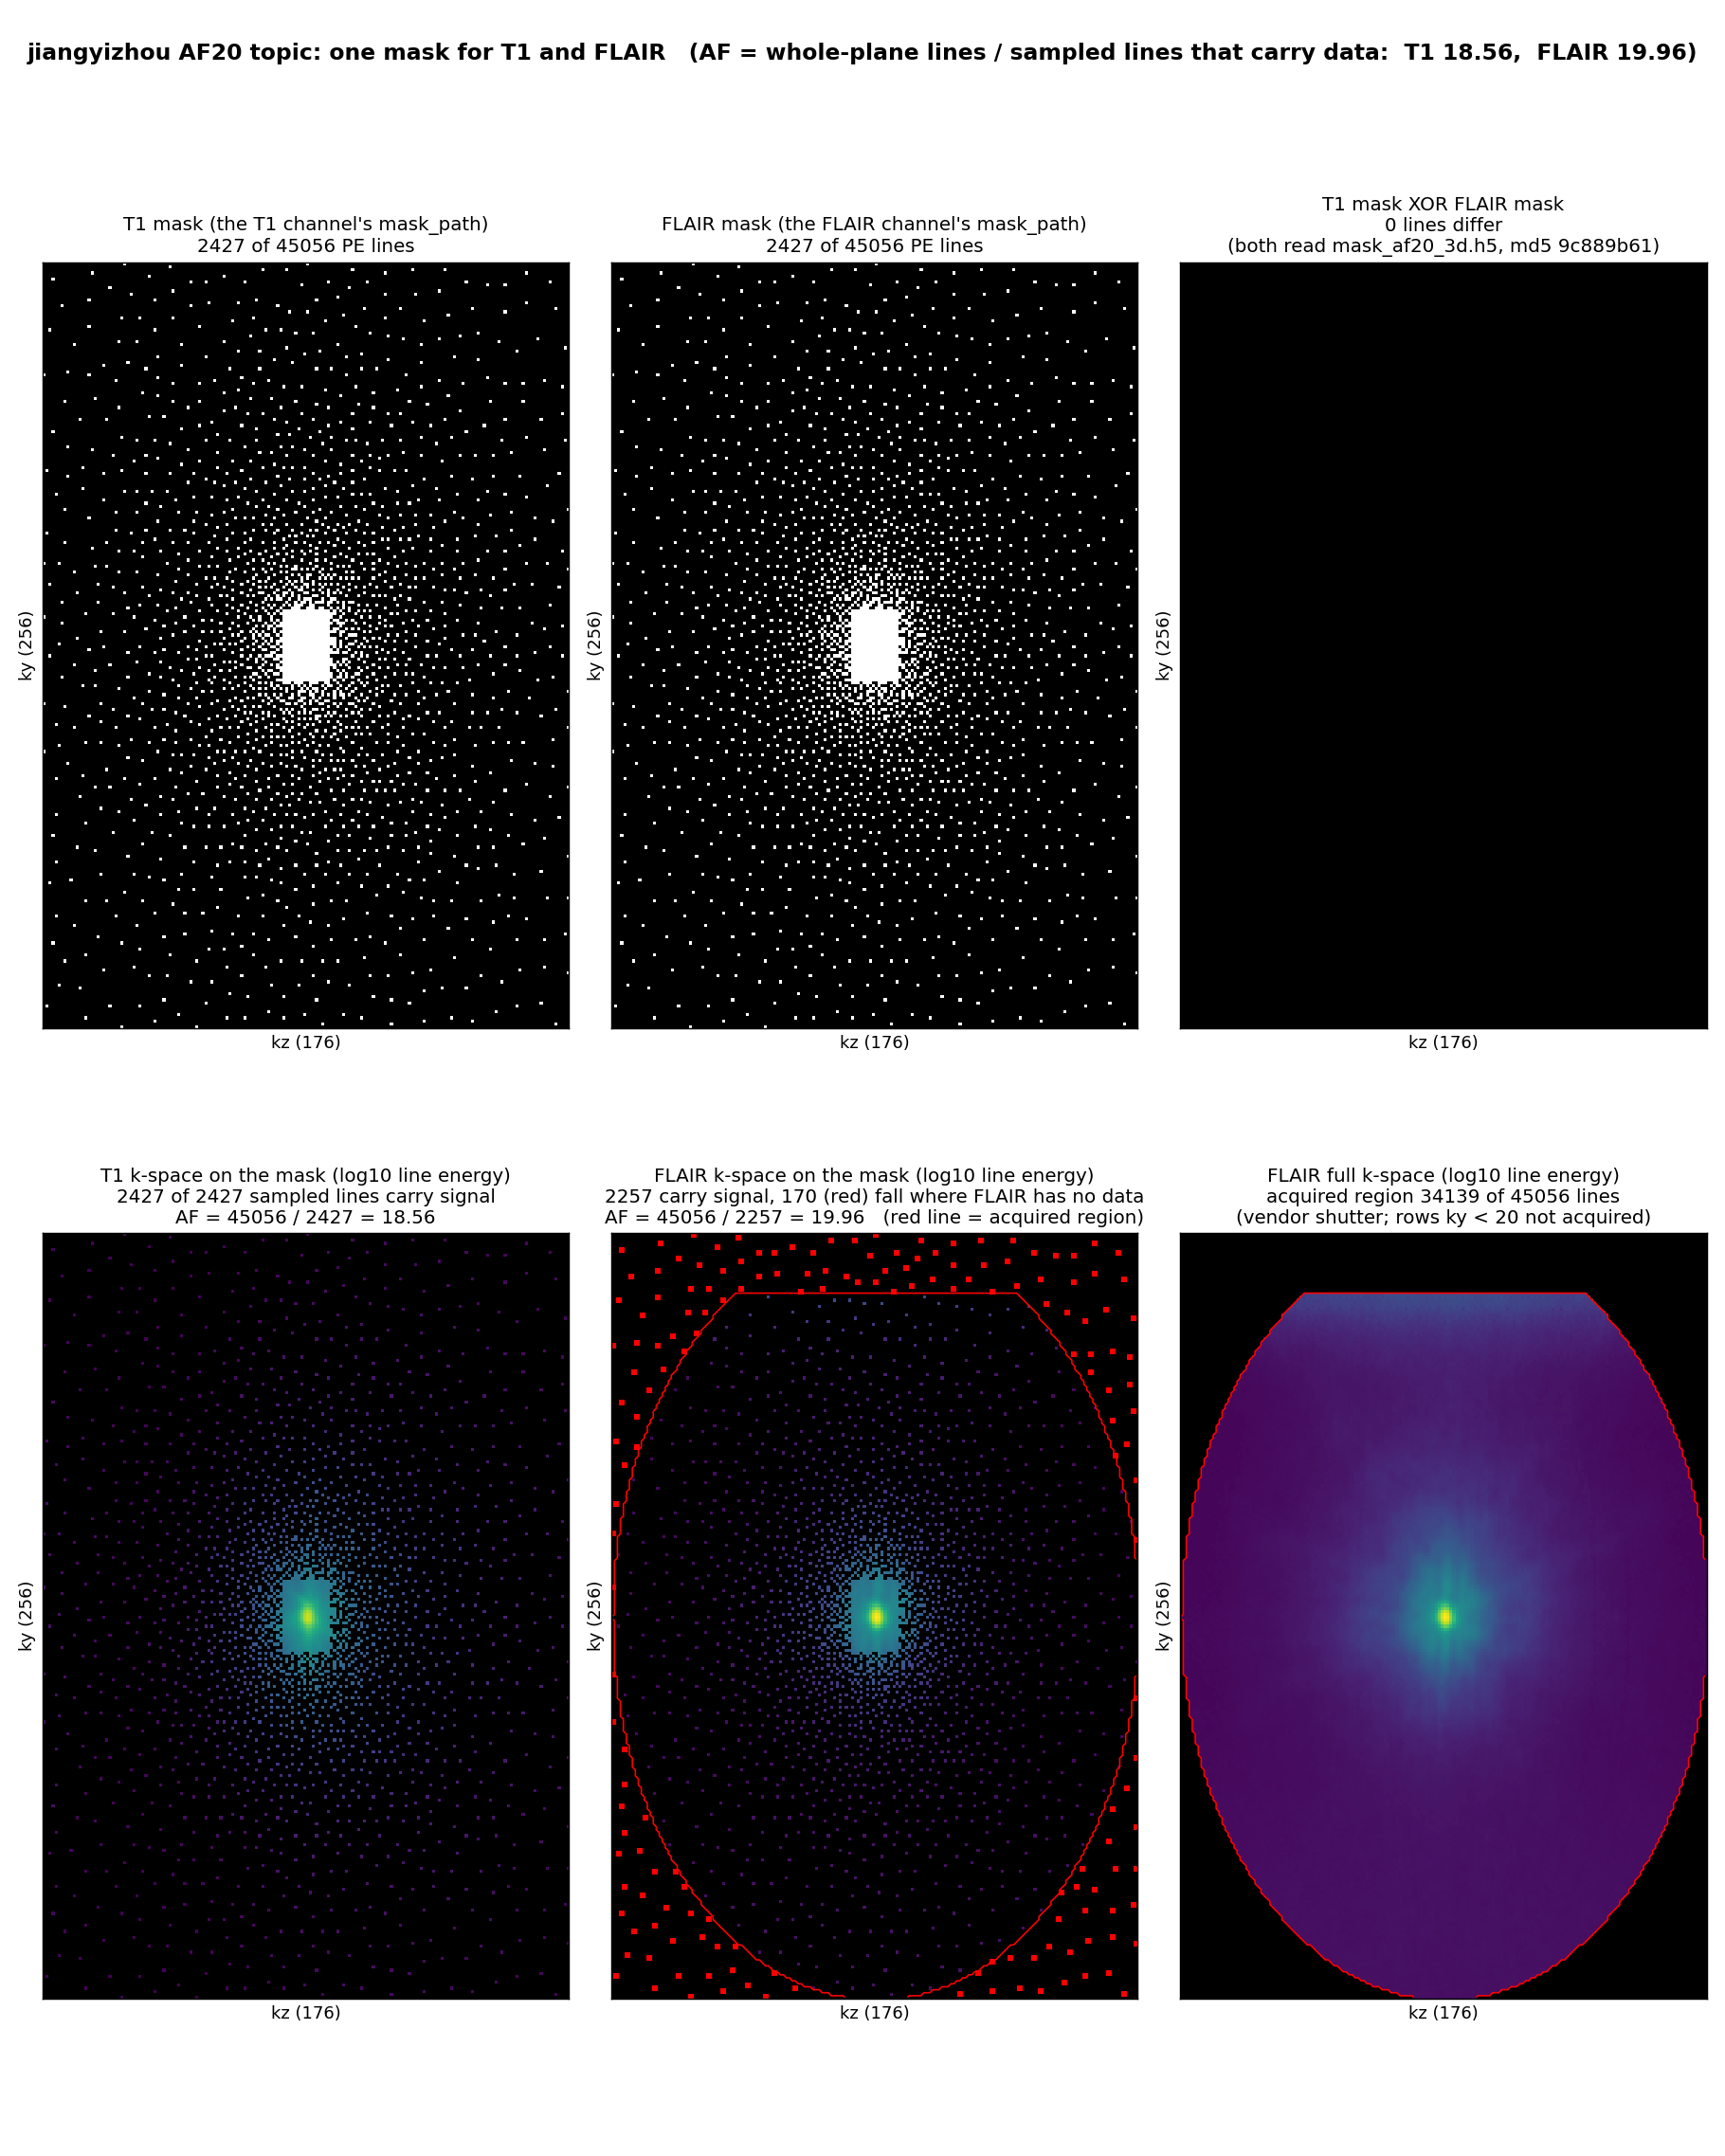 jiangyizhou AF20 topic: one mask for T1 and FLAIR   (AF = whole-plane lines / sampled lines that carry data:  T1 18.56,  FLAIR 19.96)
T1 mask (the T1 channel's mask_path)
2427 of 45056 PE lines
ky (256)
kz (176)
FLAIR mask (the FLAIR channel's mask_path)
2427 of 45056 PE lines
ky (256)
kz (176)
T1 mask XOR FLAIR mask
0 lines differ
(both read mask_af20_3d.h5, md5 9c889b61)
ky (256)
kz (176)
T1 k-space on the mask (log10 line energy)
2427 of 2427 sampled lines carry signal
AF = 45056 / 2427 = 18.56
ky (256)
kz (176)
FLAIR k-space on the mask (log10 line energy)
2257 carry signal, 170 (red) fall where FLAIR has no data
AF = 45056 / 2257 = 19.96   (red line = acquired region)
ky (256)
kz (176)
FLAIR full k-space (log10 line energy)
acquired region 34139 of 45056 lines
(vendor shutter; rows ky < 20 not acquired)
ky (256)
kz (176)